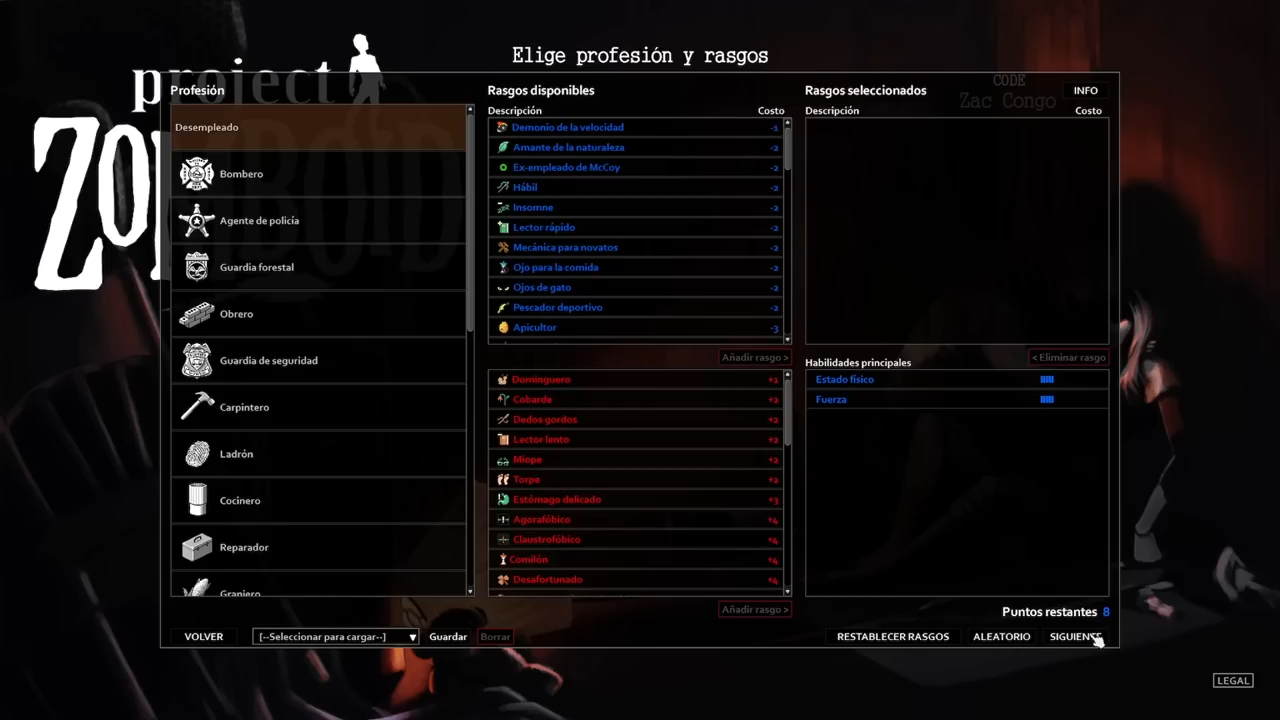 project
ZOMBOID
Elige profesión y rasgos
CODE
Zac Congo
Profesión
Desempleado
Bombero
Agente de policía
Guardia forestal
Obrero
Guardia de seguridad
Carpintero
Ladrón
Cocinero
Reparador
Granjero
Rasgos disponibles
Descripción Costo
Demonio de la velocidad -1
Amante de la naturaleza -2
Ex-empleado de McCoy -2
Hábil -2
Insomne -2
Lector rápido -2
Mecánica para novatos -2
Ojo para la comida -2
Ojos de gato -2
Pescador deportivo -2
Apicultor -3
Añadir rasgo >
Dominguero +1
Cobarde +2
Dedos gordos +2
Lector lento +2
Miope +2
Torpe +2
Estómago delicado +3
Agorafóbico +4
Claustrofóbico +4
Comilón +4
Desafortunado +4
Añadir rasgo >
Rasgos seleccionados
INFO
Descripción Costo
< Eliminar rasgo
Habilidades principales
Estado físico
Fuerza
Puntos restantes 8
VOLVER
[--Seleccionar para cargar--]
Guardar
Borrar
RESTABLECER RASGOS
ALEATORIO
SIGUIENTE
LEGAL